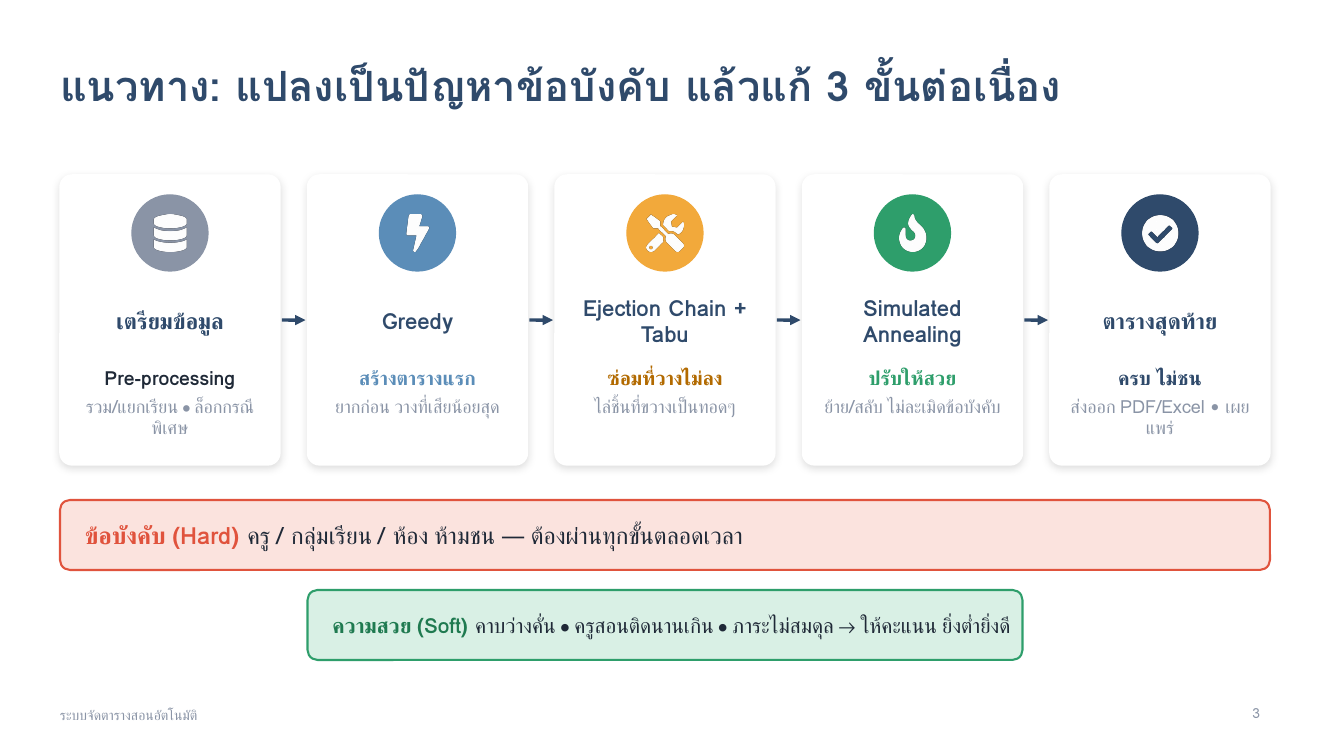 แนวทาง: แปลงเป็นปัญหาข้อบังคับ แล้วแก้ 3 ขั้นต่อเนื่อง
เตรียมข้อมูล
Pre-processing
รวม/แยกเรียน • ล็อกกรณี
พิเศษ
Greedy
สร้างตารางแรก
ยากก่อน วางที่เสียน้อยสุด
Ejection Chain +
Tabu
ซ่อมที่วางไม่ลง
ไล่ชิ้นที่ขวางเป็นทอดๆ
Simulated
Annealing
ปรับให้สวย
ย้าย/สลับ ไม่ละเมิดข้อบังคับ
ตารางสุดท้าย
ครบ ไม่ชน
ส่งออก PDF/Excel • เผย
แพร่
ข้อบังคับ (Hard) ครู / กลุ่มเรียน / ห้อง ห้ามชน — ต้องผ่านทุกขั้นตลอดเวลา
ความสวย (Soft) คาบว่างคั่น • ครูสอนติดนานเกิน • ภาระไม่สมดุล → ให้คะแนน ยิ่งต่ำยิ่งดี
ระบบจัดตารางสอนอัตโนมัติ
3